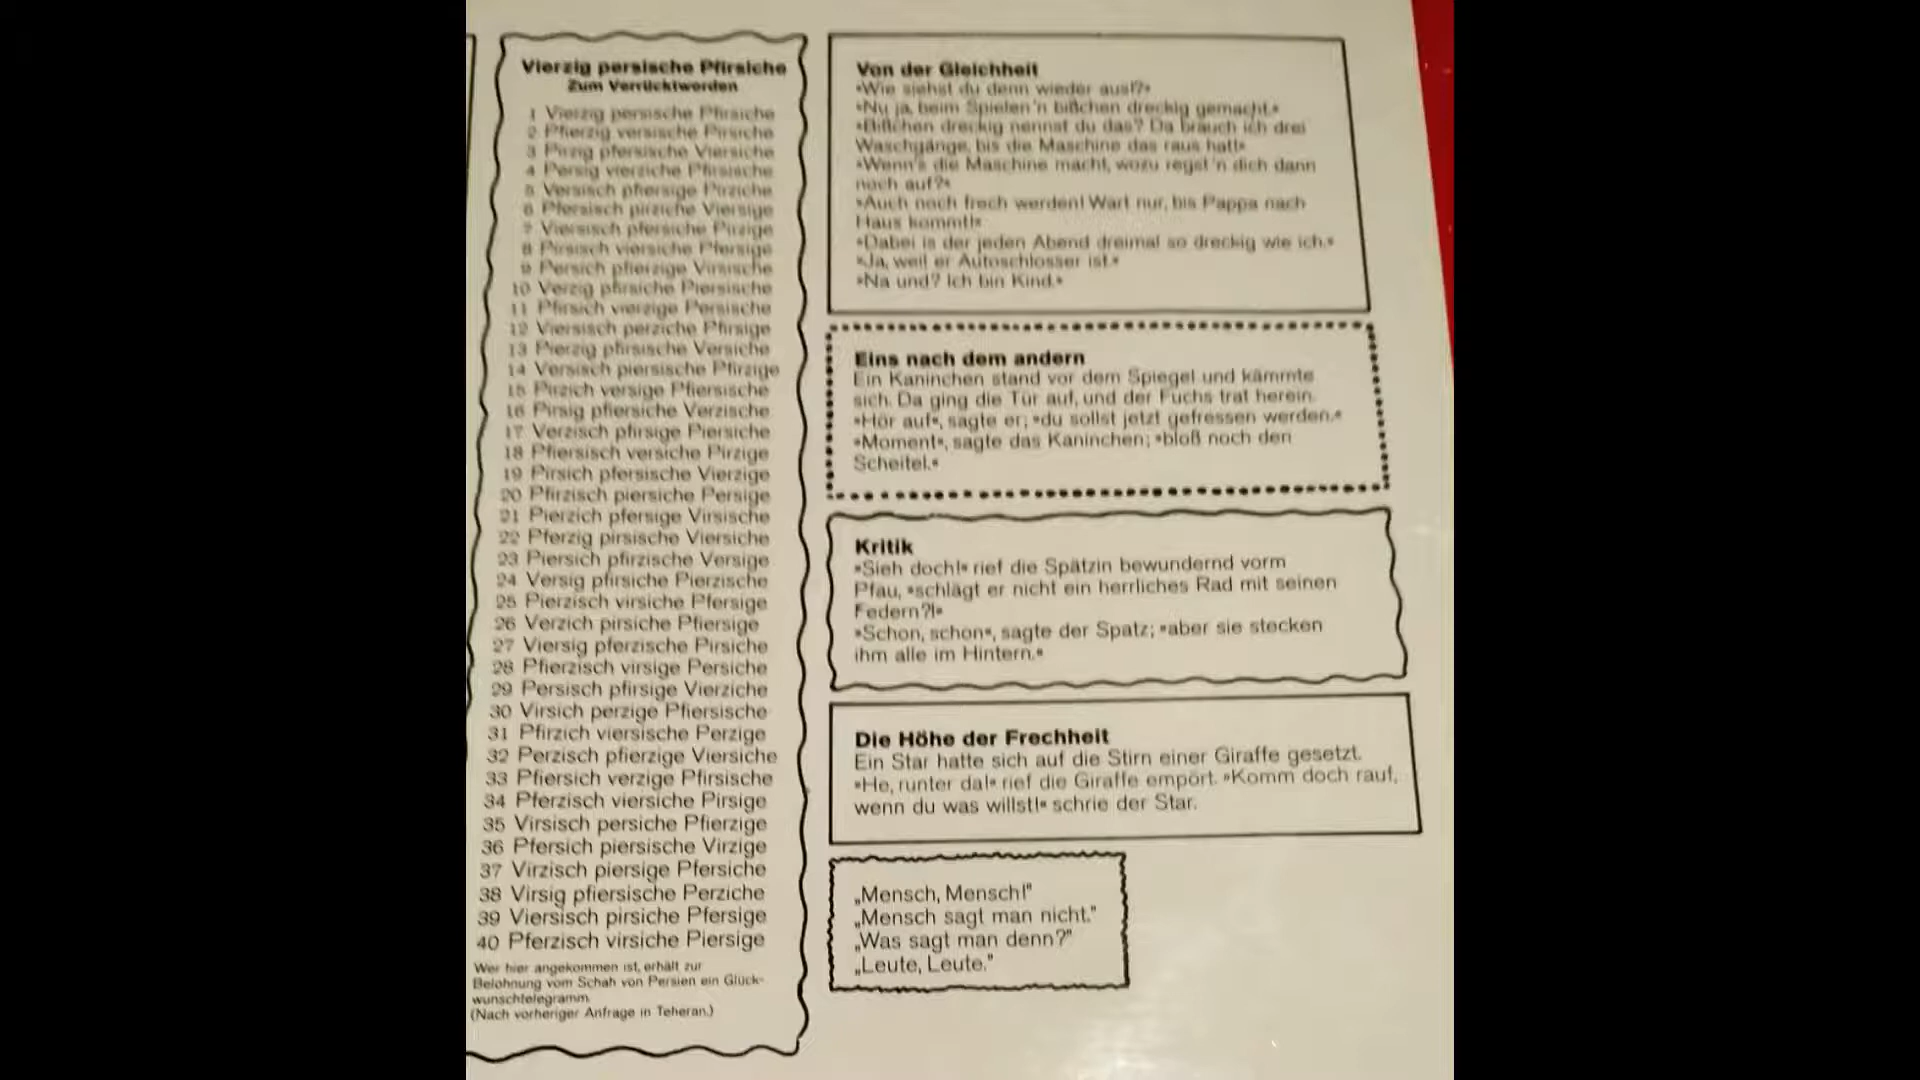 Vierzig persische Pfirsiche
Zum Verrücktwerden
1 Vierzig persische Pfirsiche
2 Pfierzig versische Pirsiche
3 Pirzig pfersische Viersiche
4 Persig vierziche Pfirsische
5 Versisch pfiersige Pirziche
6 Pfersisch pirziche Viersige
7 Viersisch pfersiche Pirzige
8 Pirsisch viersiche Pfersige
9 Persich pfierzige Virsische
10 Verzig pfirsiche Piersische
11 Pfirsich vierzige Persische
12 Viersisch perziche Pfirsige
13 Pierzig pfirsische Versiche
14 Versisch piersische Pfirzige
15 Pirzich versige Pfiersische
16 Pirsig pfiersiche Verzische
17 Verzisch pfirsige Piersiche
18 Pfiersisch versiche Pirzige
19 Pirsich pfersische Vierzige
20 Pfirzisch piersiche Persige
21 Pierzich pfersige Virsische
22 Pferzig pirsische Viersiche
23 Piersich pfirzische Versige
24 Versig pfirsiche Pierzische
25 Pierzisch virsiche Pfersige
26 Verzich pirsiche Pfiersige
27 Viersig pferzische Pirsiche
28 Pfierzisch virsige Persiche
29 Persisch pfirsige Vierziche
30 Virsich perzige Pfiersische
31 Pfirzich viersische Perzige
32 Perzisch pfierzige Viersiche
33 Pfiersich verzige Pfirsische
34 Pferzisch viersiche Pirsige
35 Virsisch persiche Pfierzige
36 Pfersich piersische Virzige
37 Virzisch piersige Pfersiche
38 Virsig pfiersische Perziche
39 Viersisch pirsiche Pfersige
40 Pferzisch virsiche Piersige
Wer hier angekommen ist, erhält zur
Belohnung vom Schah von Persien ein Glück-
wunschtelegramm
(Nach vorheriger Anfrage in Teheran.)
Von der Gleichheit
»Wie siehst du denn wieder aus!?«
»Nu ja, beim Spielen 'n bißchen dreckig gemacht.«
»Bißchen dreckig nennst du das? Da brauch ich drei
Waschgänge, bis die Maschine das raus hat!«
»Wenn's die Maschine macht, wozu regst 'n dich dann
noch auf?«
»Auch noch frech werden! Wart nur, bis Pappa nach
Haus kommt!«
»Dabei is der jeden Abend dreimal so dreckig wie ich.«
»Ja, weil er Autoschlosser ist.«
»Na und? Ich bin Kind.«
Eins nach dem andern
Ein Kaninchen stand vor dem Spiegel und kämmte
sich. Da ging die Tür auf, und der Fuchs trat herein.
»Hör auf«, sagte er; »du sollst jetzt gefressen werden.«
»Moment«, sagte das Kaninchen; »bloß noch den
Scheitel.«
Kritik
»Sieh doch!« rief die Spätzin bewundernd vorm
Pfau, »schlägt er nicht ein herrliches Rad mit seinen
Federn?!«
»Schon, schon«, sagte der Spatz; »aber sie stecken
ihm alle im Hintern.«
Die Höhe der Frechheit
Ein Star hatte sich auf die Stirn einer Giraffe gesetzt.
»He, runter da!« rief die Giraffe empört. »Komm doch rauf,
wenn du was willst!« schrie der Star.
„Mensch, Mensch!"
„Mensch sagt man nicht."
„Was sagt man denn?"
„Leute, Leute."